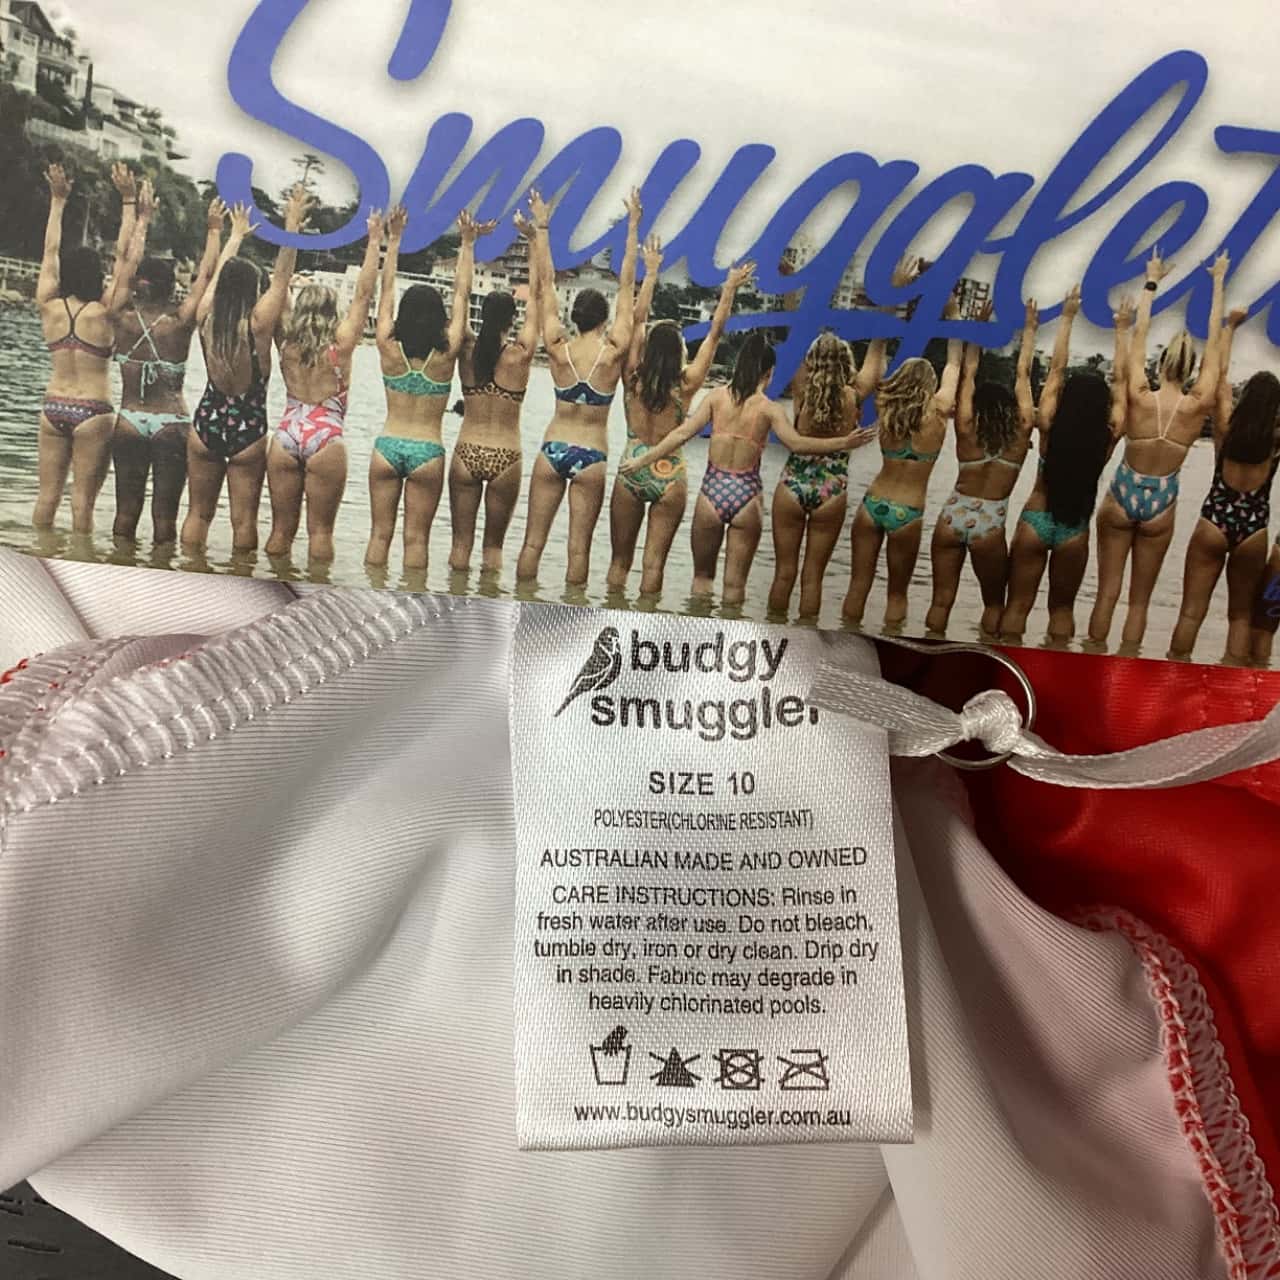 Smugglet
budgy
smuggler
SIZE 10
POLYESTER(CHLORINE RESISTANT)
AUSTRALIAN MADE AND OWNED
CARE INSTRUCTIONS: Rinse in
fresh water after use. Do not bleach,
tumble dry, iron or dry clean. Drip dry
in shade. Fabric may degrade in
heavily chlorinated pools.
www.budgysmuggler.com.au